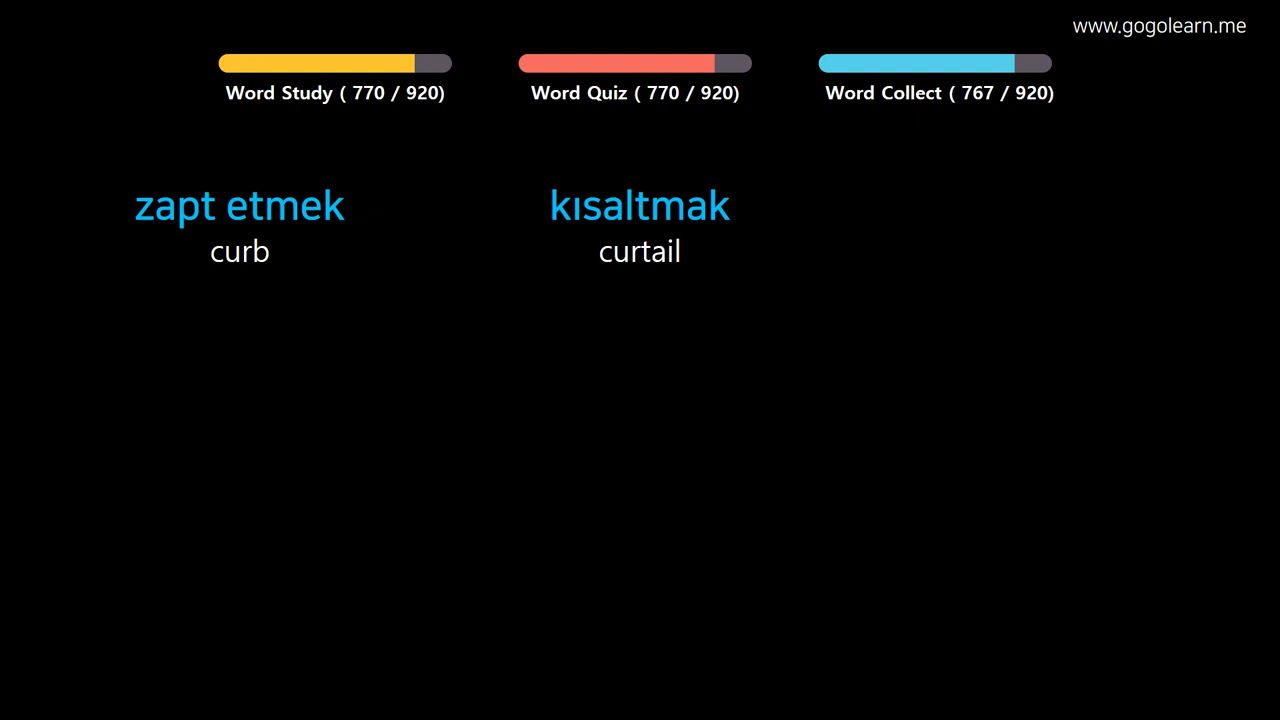 www.gogolearn.me
Word Study ( 770 / 920)
Word Quiz ( 770 / 920)
Word Collect ( 767 / 920)
zapt etmek
curb
kısaltmak
curtail